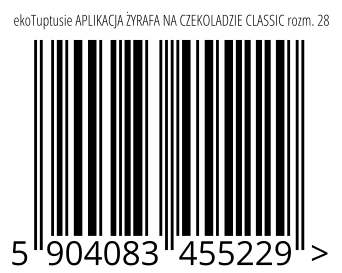 ekoTuptusie APLIKACJA ŻYRAFA NA CZEKOLADZIE CLASSIC rozm. 28
5 904083 455229 >